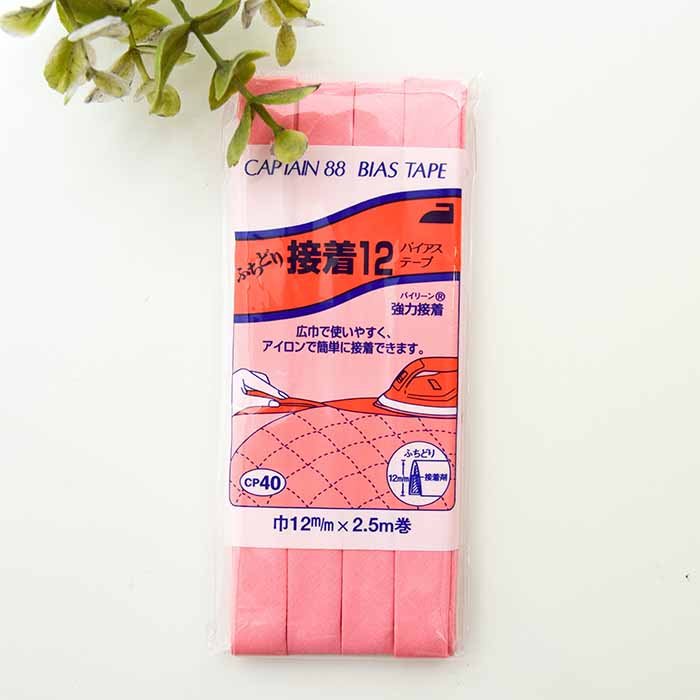 CAPTAIN 88 BIAS TAPE
ふちどり 接着12 バイアス
テープ
バイリーン®
強力接着
広巾で使いやすく、
アイロンで簡単に接着できます。
ふちどり
12m/m 接着剤
CP40
巾12m/m×2.5m巻